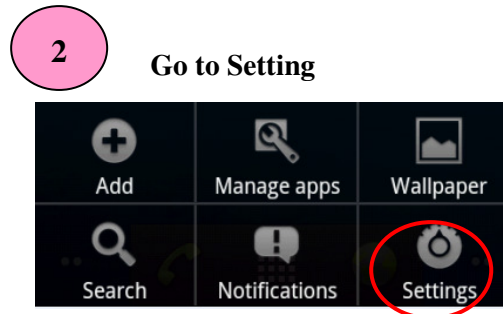 2
Go to Setting
Add Manage apps Wallpaper
Search Notifications Settings